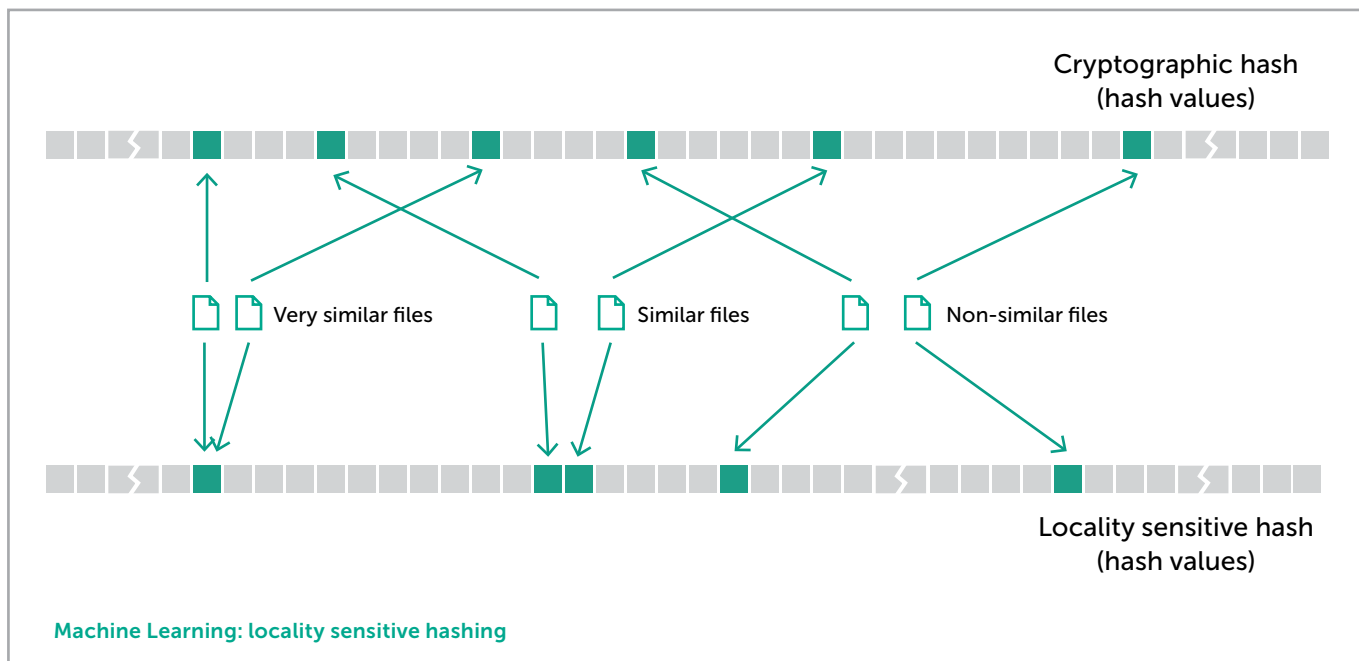 Cryptographic hash
(hash values)
Very similar files
Similar files
Non-similar files
Locality sensitive hash
(hash values)
Machine Learning: locality sensitive hashing